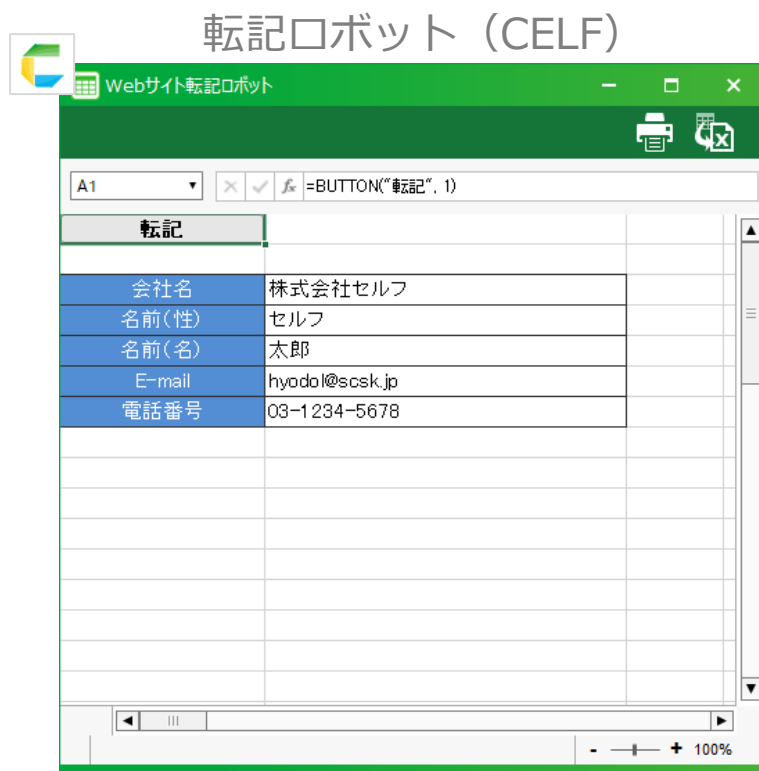 転記ロボット（CELF）
Webサイト転記ロボット
A1
fx
=BUTTON("転記", 1)
転記
会社名 株式会社セルフ
名前(性) セルフ
名前(名) 太郎
E-mail hyodol@scsk.jp
電話番号 03-1234-5678
- + 100%